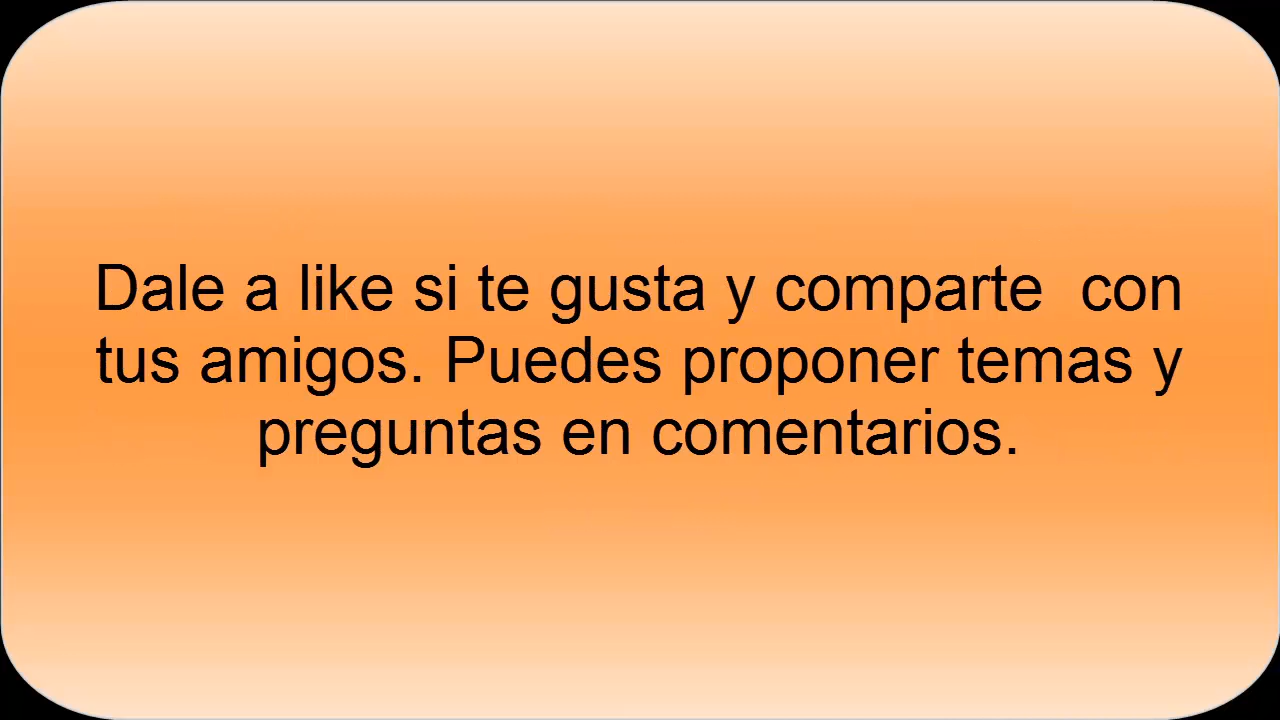 Dale a like si te gusta y comparte  con
tus amigos. Puedes proponer temas y
preguntas en comentarios.